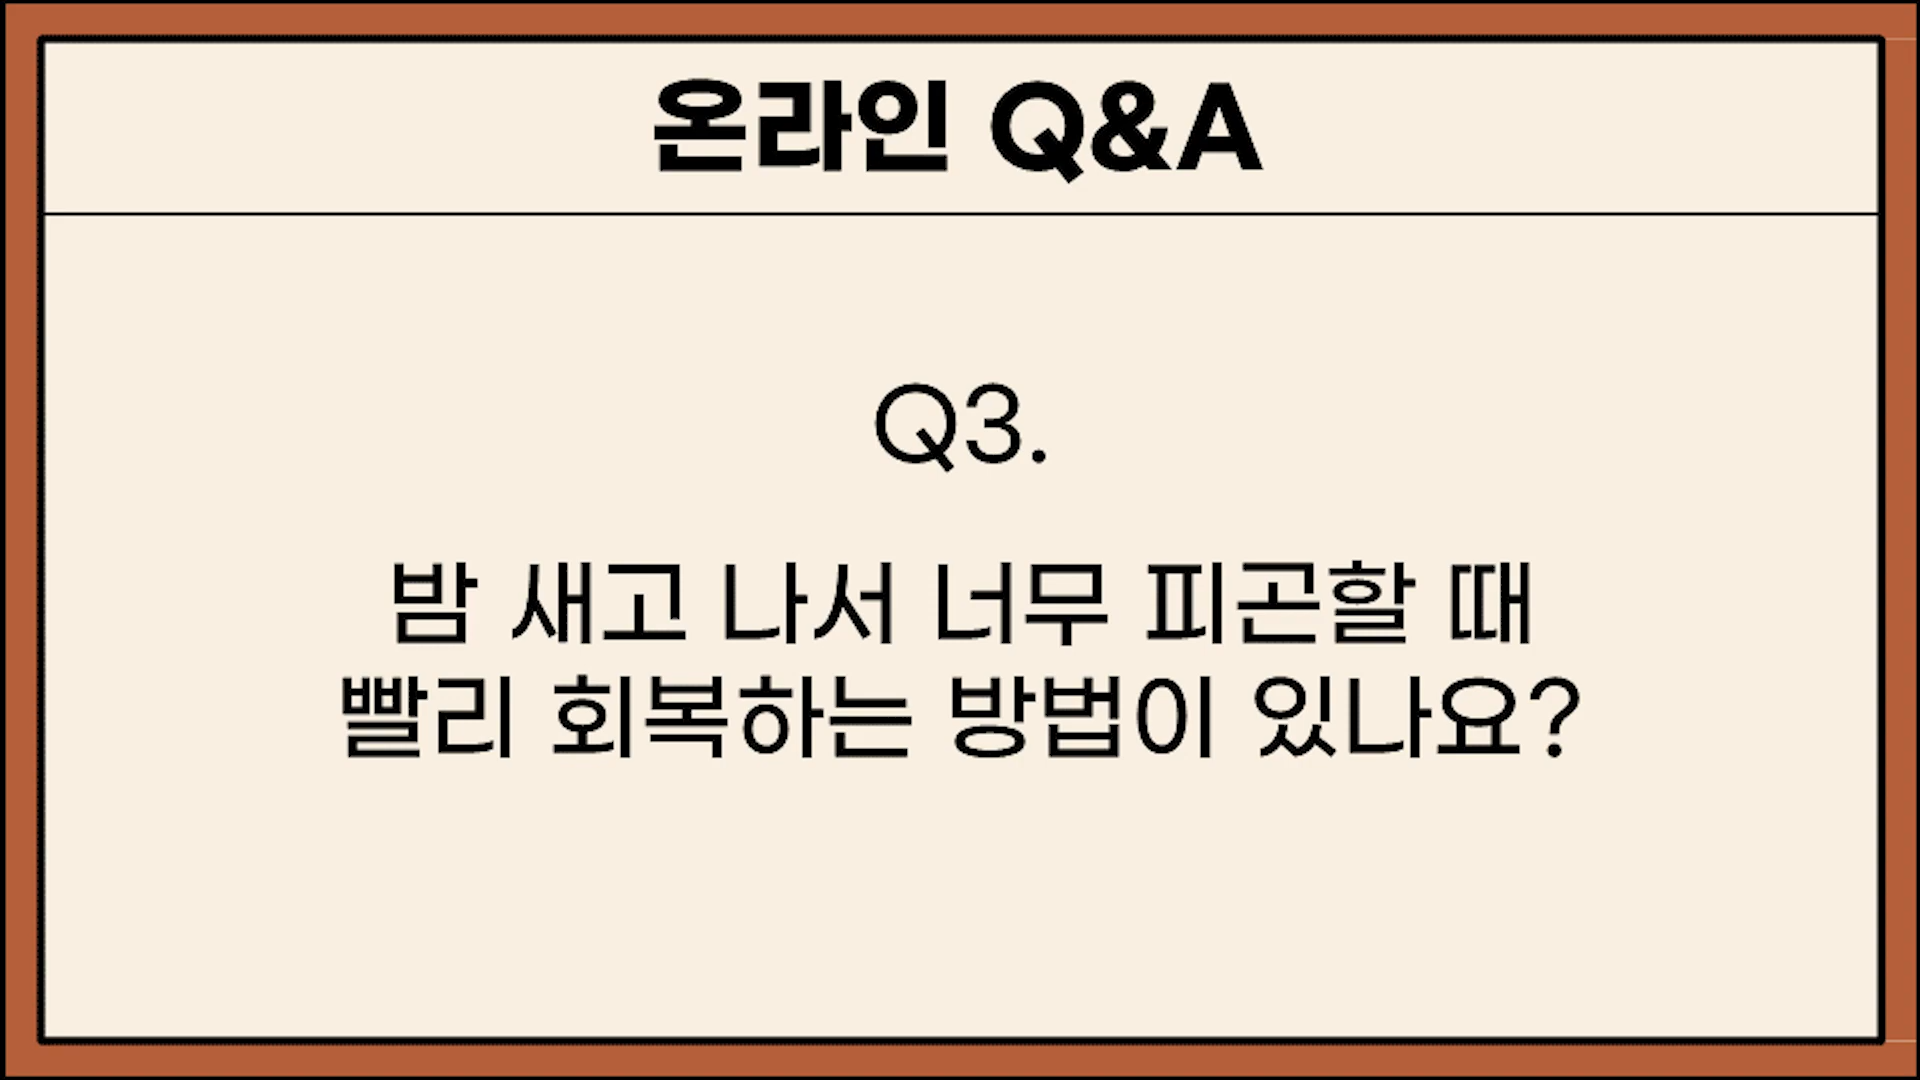 온라인 Q&A
Q3.
밤 새고 나서 너무 피곤할 때
빨리 회복하는 방법이 있나요?